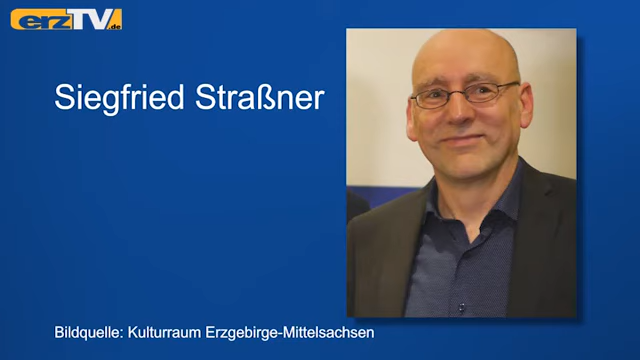 erzTV.de
Siegfried Straßner
Bildquelle: Kulturraum Erzgebirge-Mittelsachsen